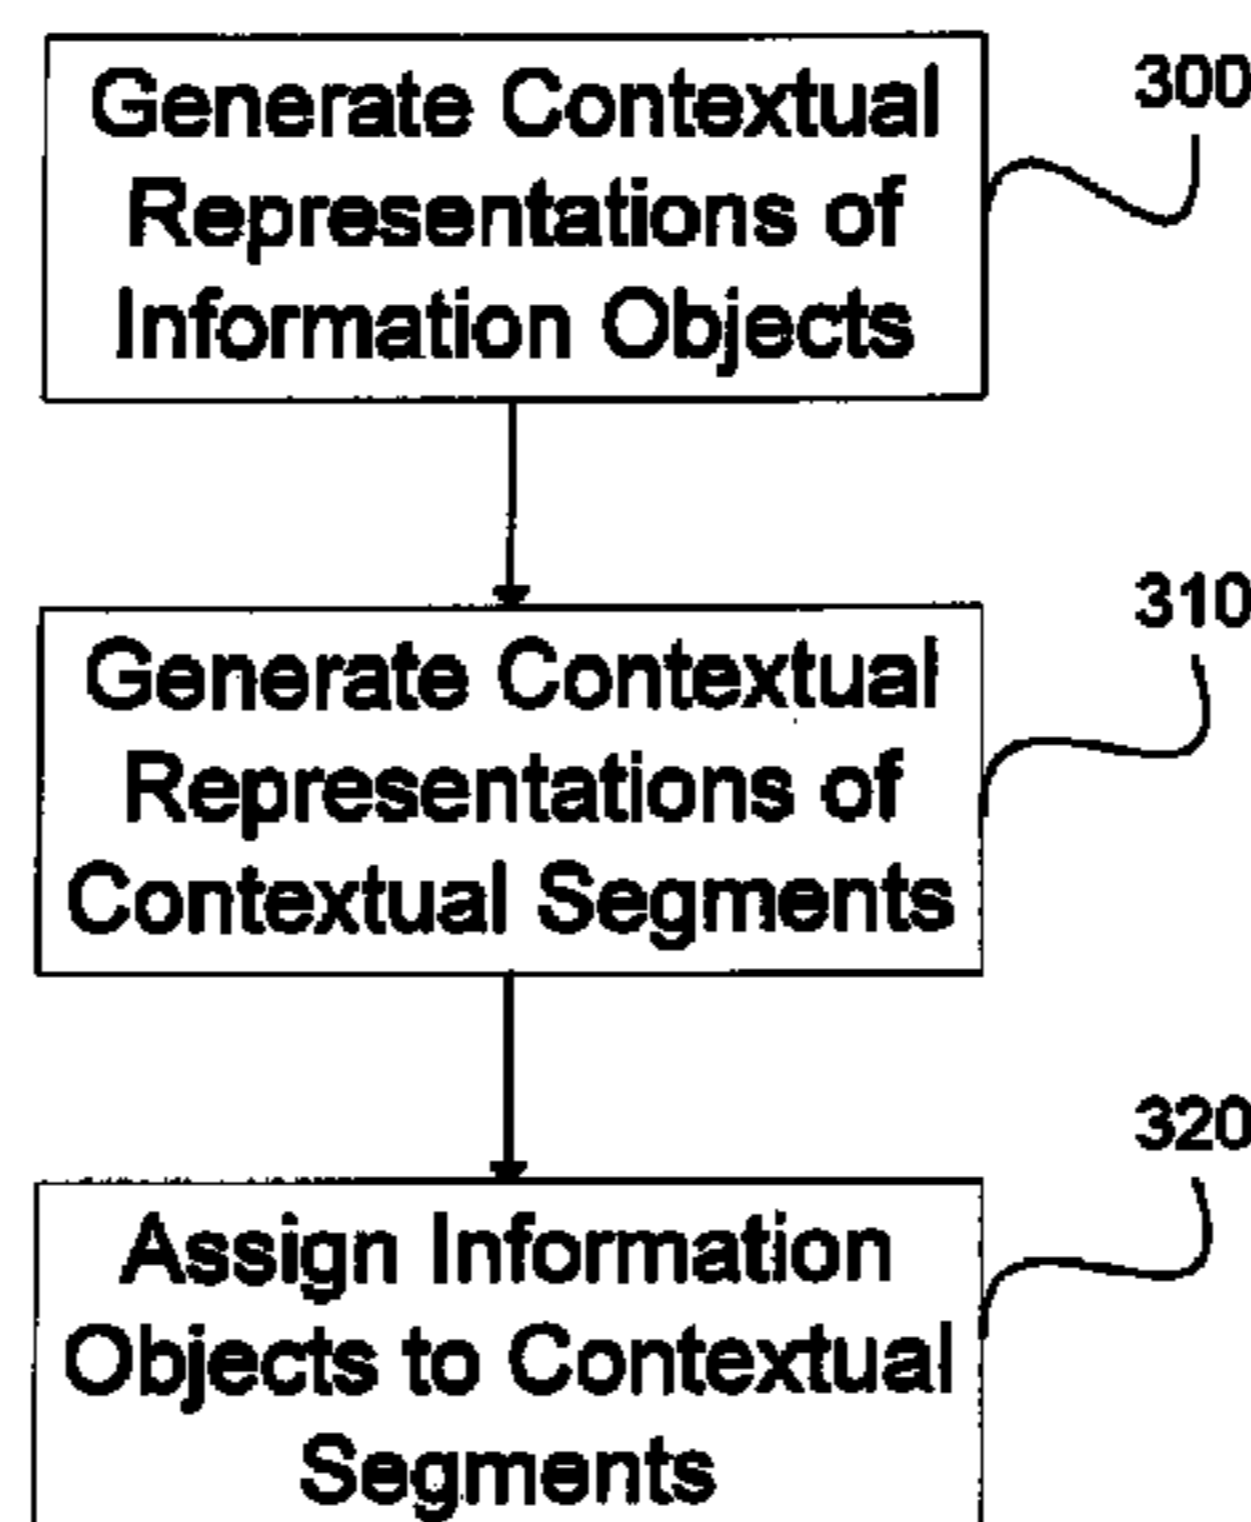 Generate Contextual
Representations of
Information Objects
300
Generate Contextual
Representations of
Contextual Segments
310
Assign Information
Objects to Contextual
Segments
320